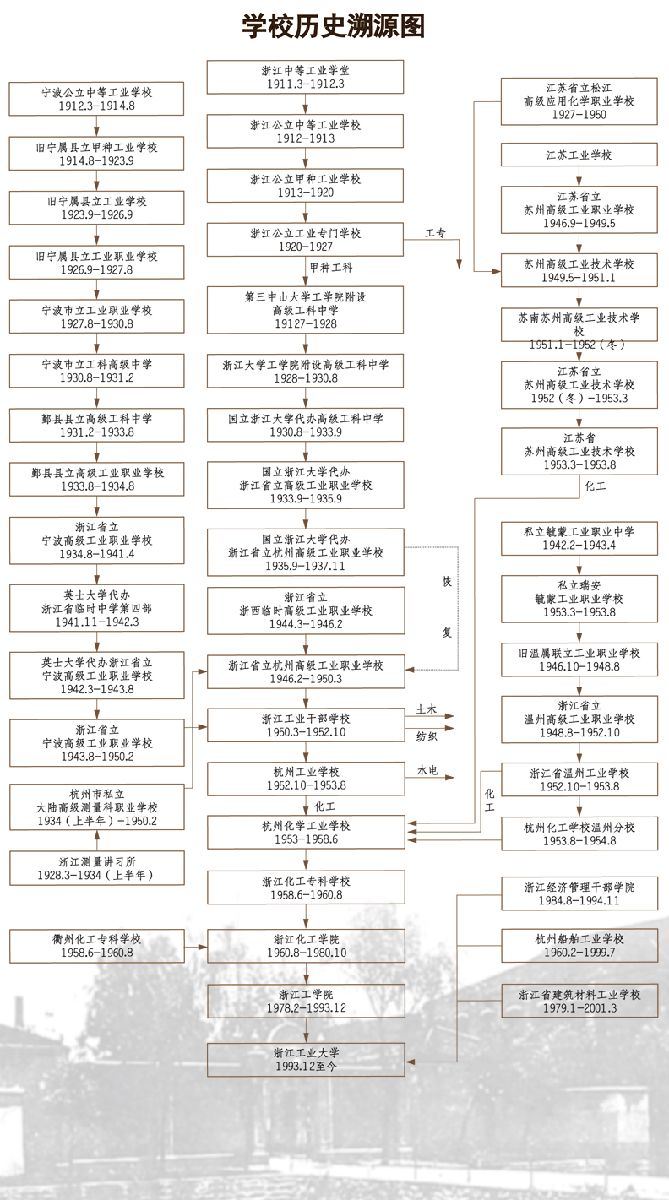 学校历史溯源图
宁波公立中等工业学校
1912.3-1914.8
旧宁属县立甲种工业学校
1914.8-1923.9
旧宁属县立工业学校
1923.9-1926.9
旧宁属县立工业职业学校
1926.9-1927.8
宁波市立工业职业学校
1927.8-1930.8
宁波市立工科高级中学
1930.8-1931.2
鄞县县立高级工科中学
1931.2-1933.8
鄞县县立高级工业职业学校
1933.8-1934.8
浙江省立
宁波高级工业职业学校
1934.8-1941.4
英士大学代办
浙江省临时中学第四部
1941.11-1942.3
英士大学代办浙江省立
宁波高级工业职业学校
1942.3-1943.8
浙江省立
宁波高级工业职业学校
1943.8-1950.2
杭州市私立
大陆高级测量科职业学校
1934（上半年）-1950.2
浙江测量讲习所
1928.3-1934（上半年）
衢州化工专科学校
1958.6-1960.8
浙江中等工业学堂
1911.3-1912.3
浙江公立中等工业学校
1912-1913
浙江公立甲种工业学校
1913-1920
浙江公立工业专门学校
1920-1927
工专
甲种工科
第三中山大学工学院附设
高级工科中学
19127-1928
浙江大学工学院附设高级工科中学
1928-1930.8
国立浙江大学代办高级工科中学
1930.8-1933.9
国立浙江大学代办
浙江省立高级工业职业学校
1933.9-1935.9
国立浙江大学代办
浙江省立杭州高级工业职业学校
1935.9-1937.11
恢
复
浙江省立
浙西临时高级工业职业学校
1944.3-1946.2
浙江省立杭州高级工业职业学校
1946.2-1950.3
浙江工业干部学校
1950.3-1952.10
土木
纺织
杭州工业学校
1952.10-1953.8
水电
化工
杭州化学工业学校
1953-1958.6
浙江化工专科学校
1958.6-1960.8
浙江化工学院
1960.8-1980.10
浙江工学院
1978.2-1993.12
浙江工业大学
1993.12至今
江苏省立松江
高级应用化学职业学校
1927-1950
江苏工业学校
江苏省立
苏州高级工业职业学校
1946.9-1949.5
苏州高级工业技术学校
1949.5-1951.1
苏南苏州高级二业技术学
校
1951.1-1952（冬）
江苏省立
苏州高级工业技术学校
1952（冬）-1953.3
江苏省
苏州高级工业技术学校
1953.3-1953.8
化工
私立毓蒙工业职业中学
1942.2-1943.4
私立瑞安
毓蒙工业职业学校
1953.3-1953.8
旧温属联立二业职业学校
1946.10-1948.8
浙江省立
温州高级工业职业学校
1948.8-1952.10
浙江省温州工业学校
1952.10-1953.8
化
工
杭州化工学校温州分校
1953.8-1954.8
浙江经济管理干部学院
1984.8-1994.11
杭州船舶工业学校
1960.2-1999.7
浙江省建筑材料工业学校
1979.1-2001.3